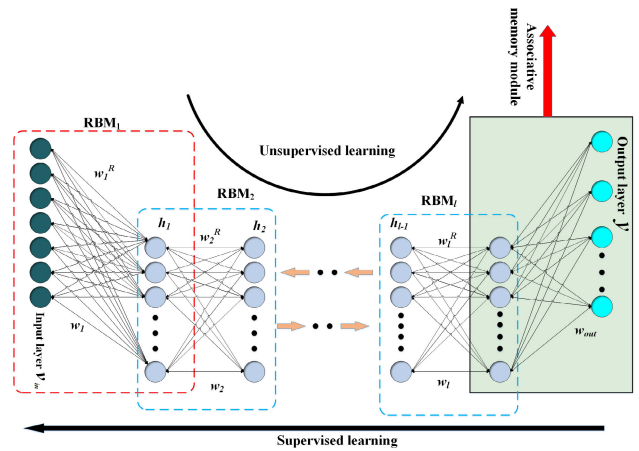 Associative
memory module
RBM₁
Unsupervised learning
w₁ᴿ
RBM₂
RBMₗ
Output layer y
h₁
w₂ᴿ
h₂
hₗ₋₁
wₗᴿ
w₁
Input layer vᵢₙ
w₂
wₗ
wₒᵤₜ
Supervised learning